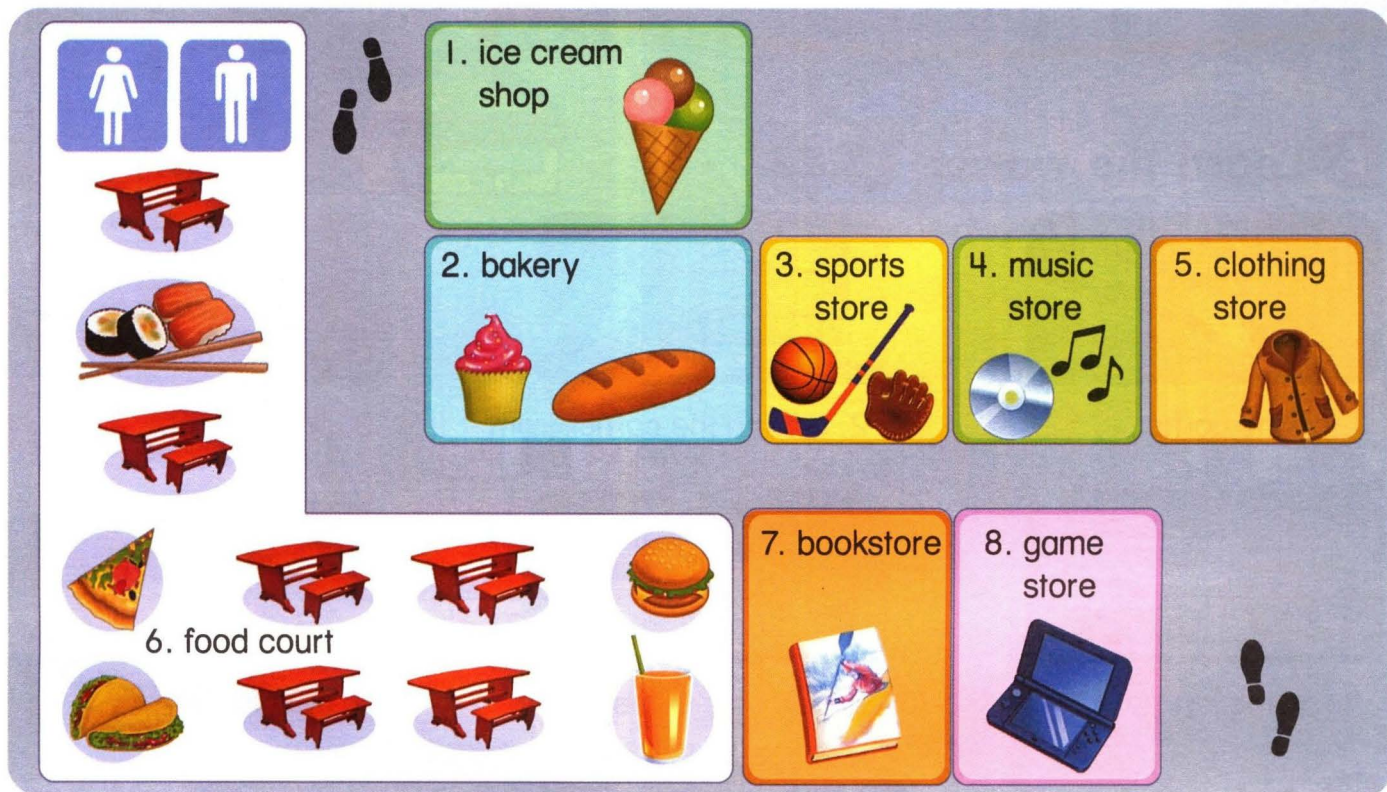 1. ice cream
shop
2. bakery
3. sports
store
4. music
store
5. clothing
store
6. food court
7. bookstore
8. game
store